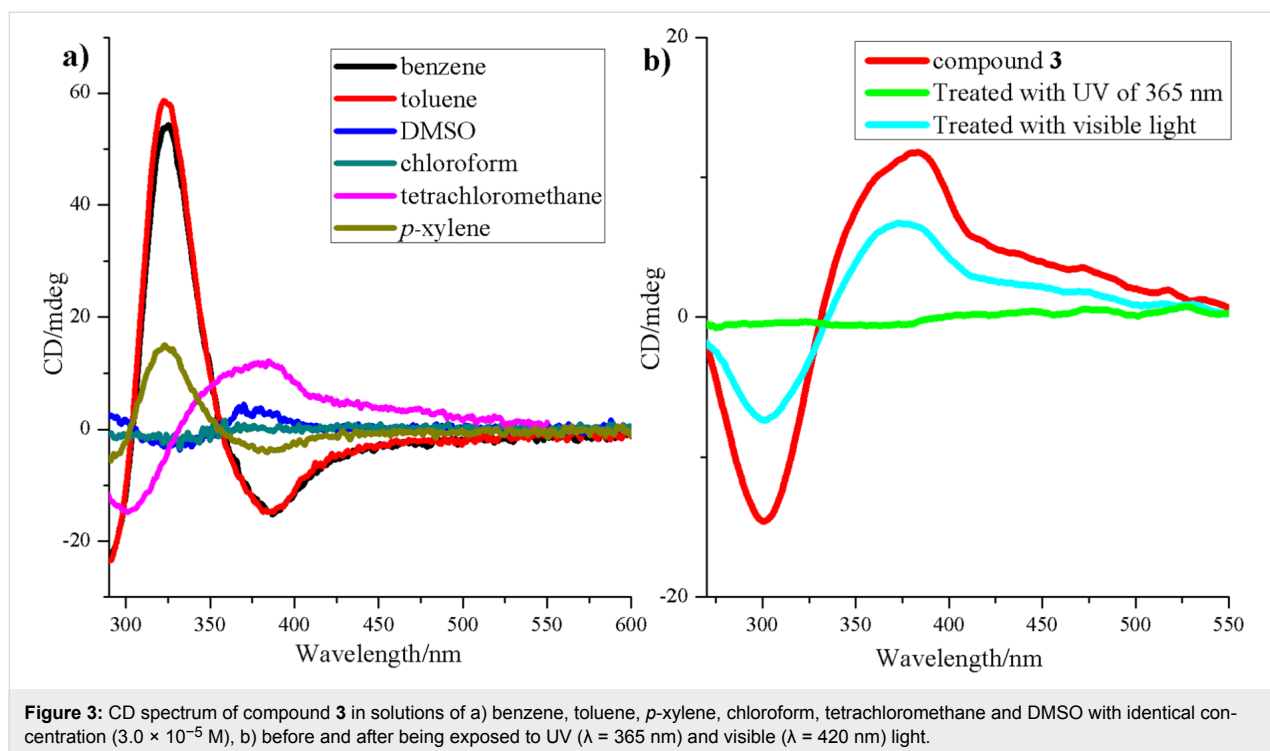 a)
benzene
toluene
DMSO
chloroform
tetrachloromethane
p-xylene
60
40
20
0
-20
CD/mdeg
300 350 400 450 500 550 600
Wavelength/nm
b)
compound 3
Treated with UV of 365 nm
Treated with visible light
20
0
-20
CD/mdeg
300 350 400 450 500 550
Wavelength/nm
Figure 3: CD spectrum of compound 3 in solutions of a) benzene, toluene, p-xylene, chloroform, tetrachloromethane and DMSO with identical con-
centration (3.0 × 10⁻⁵ M), b) before and after being exposed to UV (λ = 365 nm) and visible (λ = 420 nm) light.